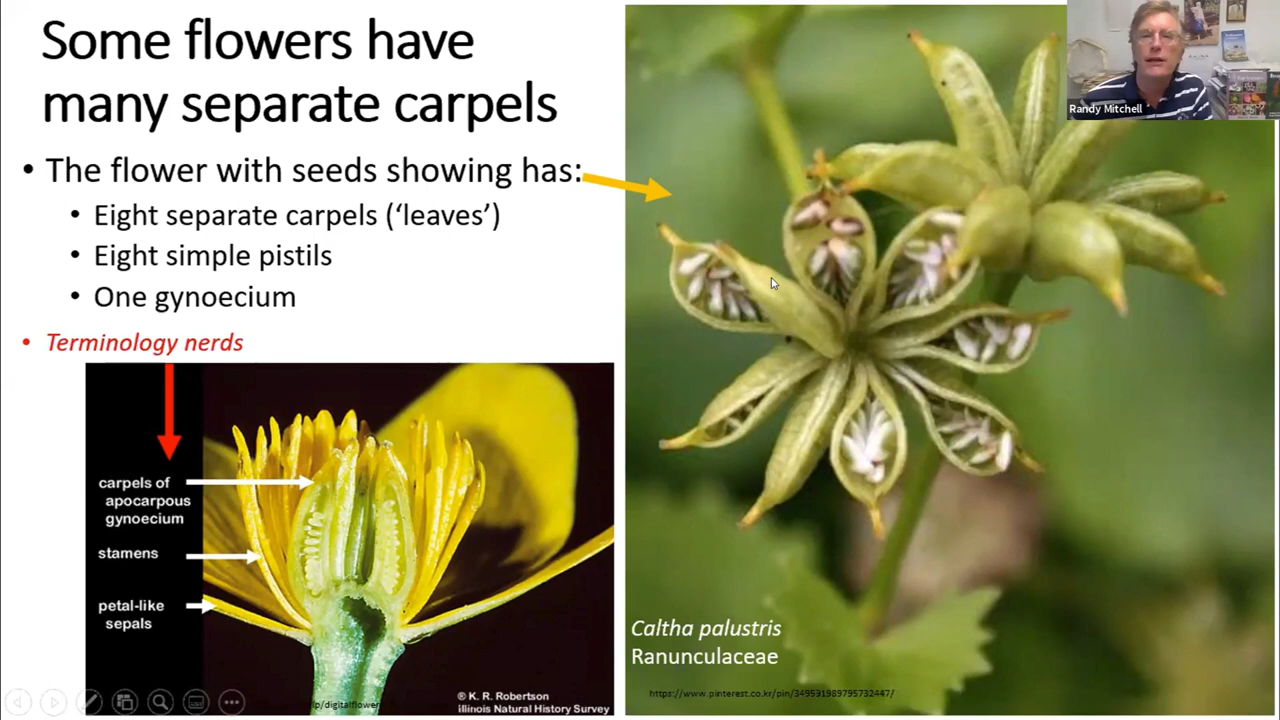 Some flowers have
many separate carpels
• The flower with seeds showing has:
• Eight separate carpels (‘leaves’)
• Eight simple pistils
• One gynoecium
• Terminology nerds
carpels of
apocarpous
gynoecium
stamens
petal-like
sepals
© K. R. Robertson
illinois Natural History Survey
lp/digitalflower
Randy Mitchell
Caltha palustris
Ranunculaceae
https://www.pinterest.co.kr/pin/349591989795732447/